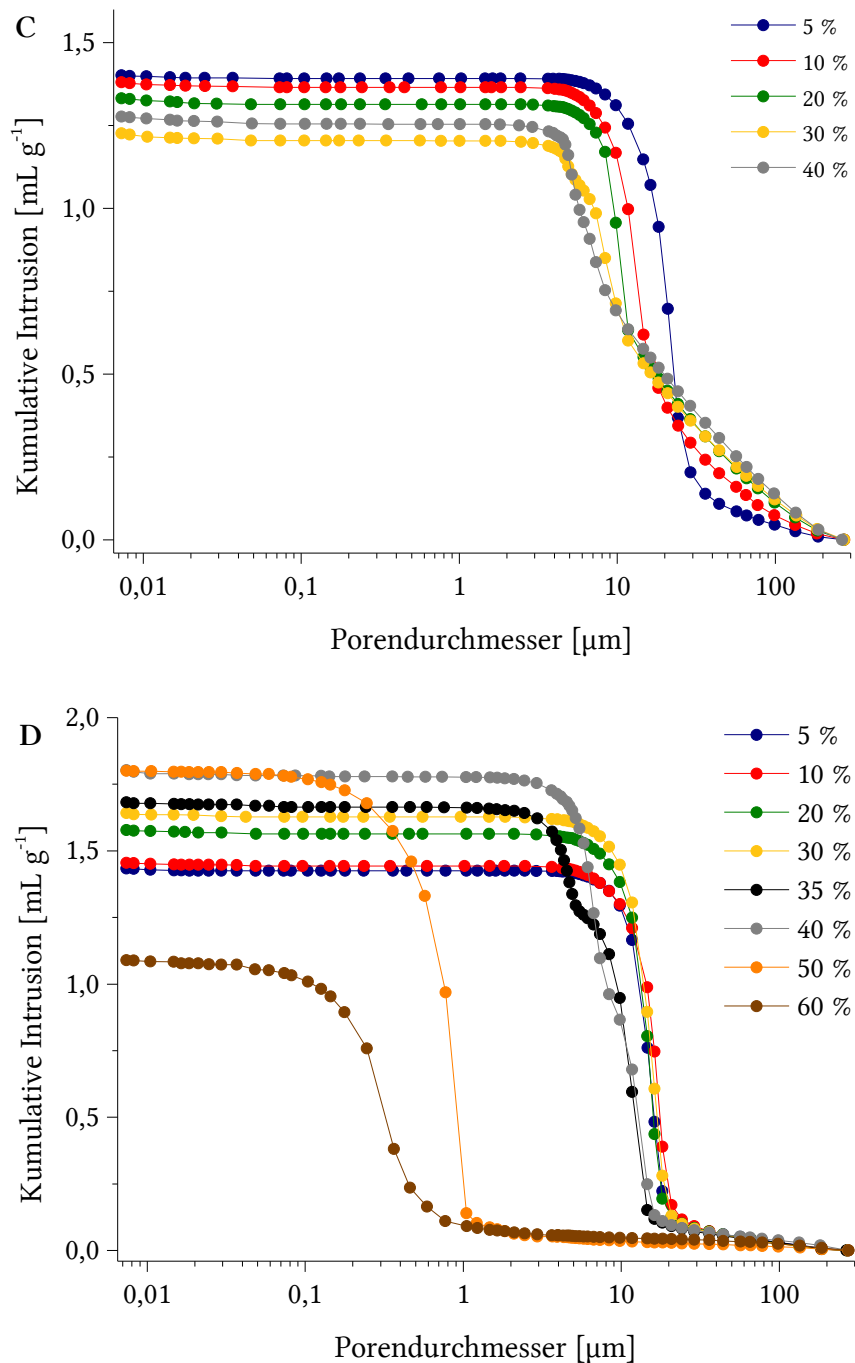 C
5 %
10 %
20 %
30 %
40 %
1,5
1,0
0,5
0,0
Kumulative Intrusion [mL g⁻¹]
0,01 0,1 1 10 100
Porendurchmesser [µm]
D
5 %
10 %
20 %
30 %
35 %
40 %
50 %
60 %
2,0
1,5
1,0
0,5
0,0
Kumulative Intrusion [mL g⁻¹]
0,01 0,1 1 10 100
Porendurchmesser [µm]